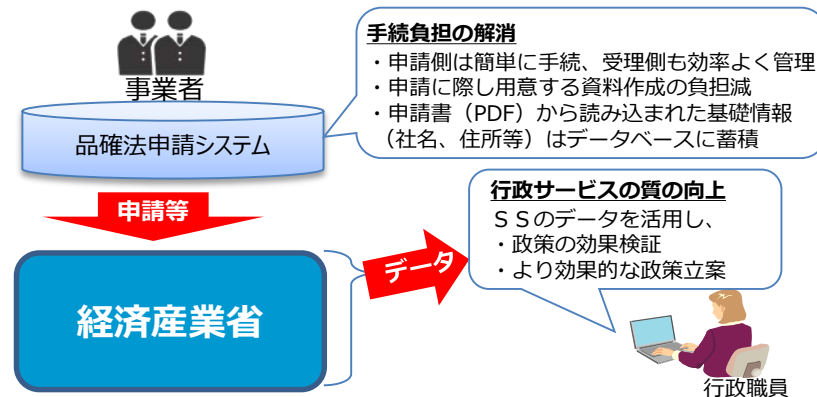 事業者
品確法申請システム
手続負担の解消
・申請側は簡単に手続、受理側も効率よく管理
・申請に際し用意する資料作成の負担減
・申請書（PDF）から読み込まれた基礎情報
（社名、住所等）はデータベースに蓄積
申請等
経済産業省
データ
行政サービスの質の向上
ＳＳのデータを活用し、
・政策の効果検証
・より効果的な政策立案
行政職員